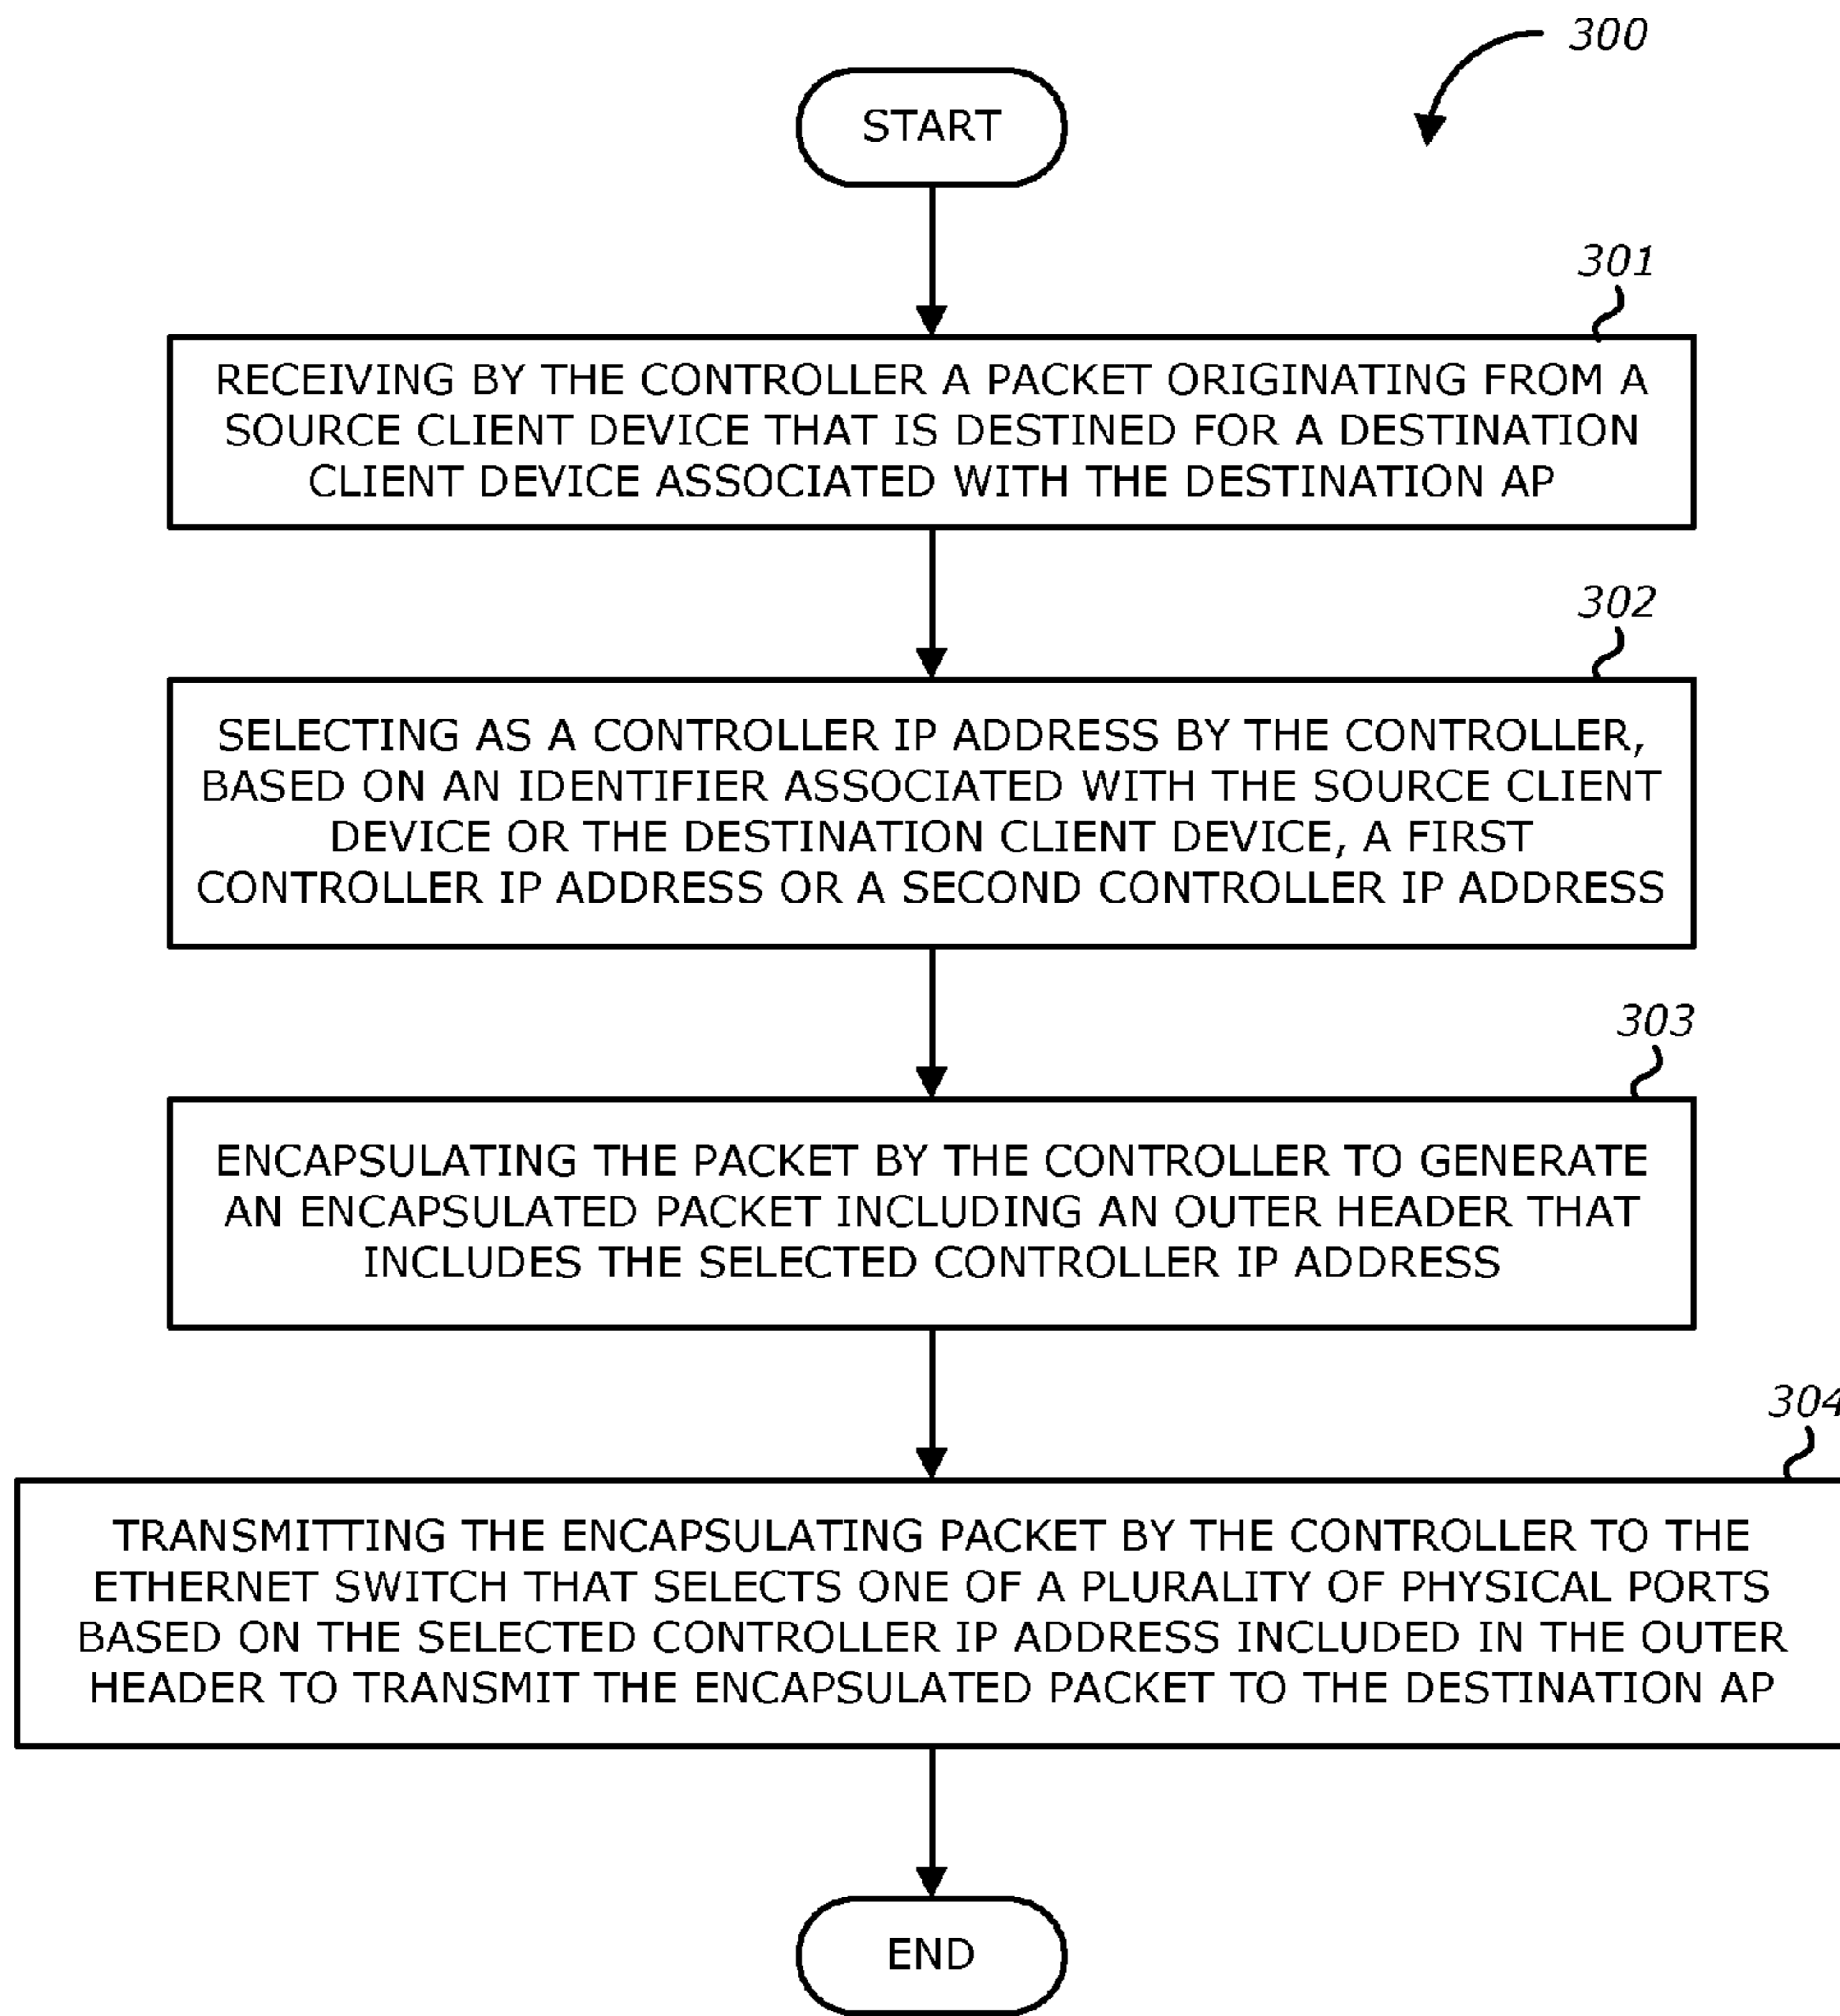 300
START
301
RECEIVING BY THE CONTROLLER A PACKET ORIGINATING FROM A
SOURCE CLIENT DEVICE THAT IS DESTINED FOR A DESTINATION
CLIENT DEVICE ASSOCIATED WITH THE DESTINATION AP
302
SELECTING AS A CONTROLLER IP ADDRESS BY THE CONTROLLER,
BASED ON AN IDENTIFIER ASSOCIATED WITH THE SOURCE CLIENT
DEVICE OR THE DESTINATION CLIENT DEVICE, A FIRST
CONTROLLER IP ADDRESS OR A SECOND CONTROLLER IP ADDRESS
303
ENCAPSULATING THE PACKET BY THE CONTROLLER TO GENERATE
AN ENCAPSULATED PACKET INCLUDING AN OUTER HEADER THAT
INCLUDES THE SELECTED CONTROLLER IP ADDRESS
304
TRANSMITTING THE ENCAPSULATING PACKET BY THE CONTROLLER TO THE
ETHERNET SWITCH THAT SELECTS ONE OF A PLURALITY OF PHYSICAL PORTS
BASED ON THE SELECTED CONTROLLER IP ADDRESS INCLUDED IN THE OUTER
HEADER TO TRANSMIT THE ENCAPSULATED PACKET TO THE DESTINATION AP
END